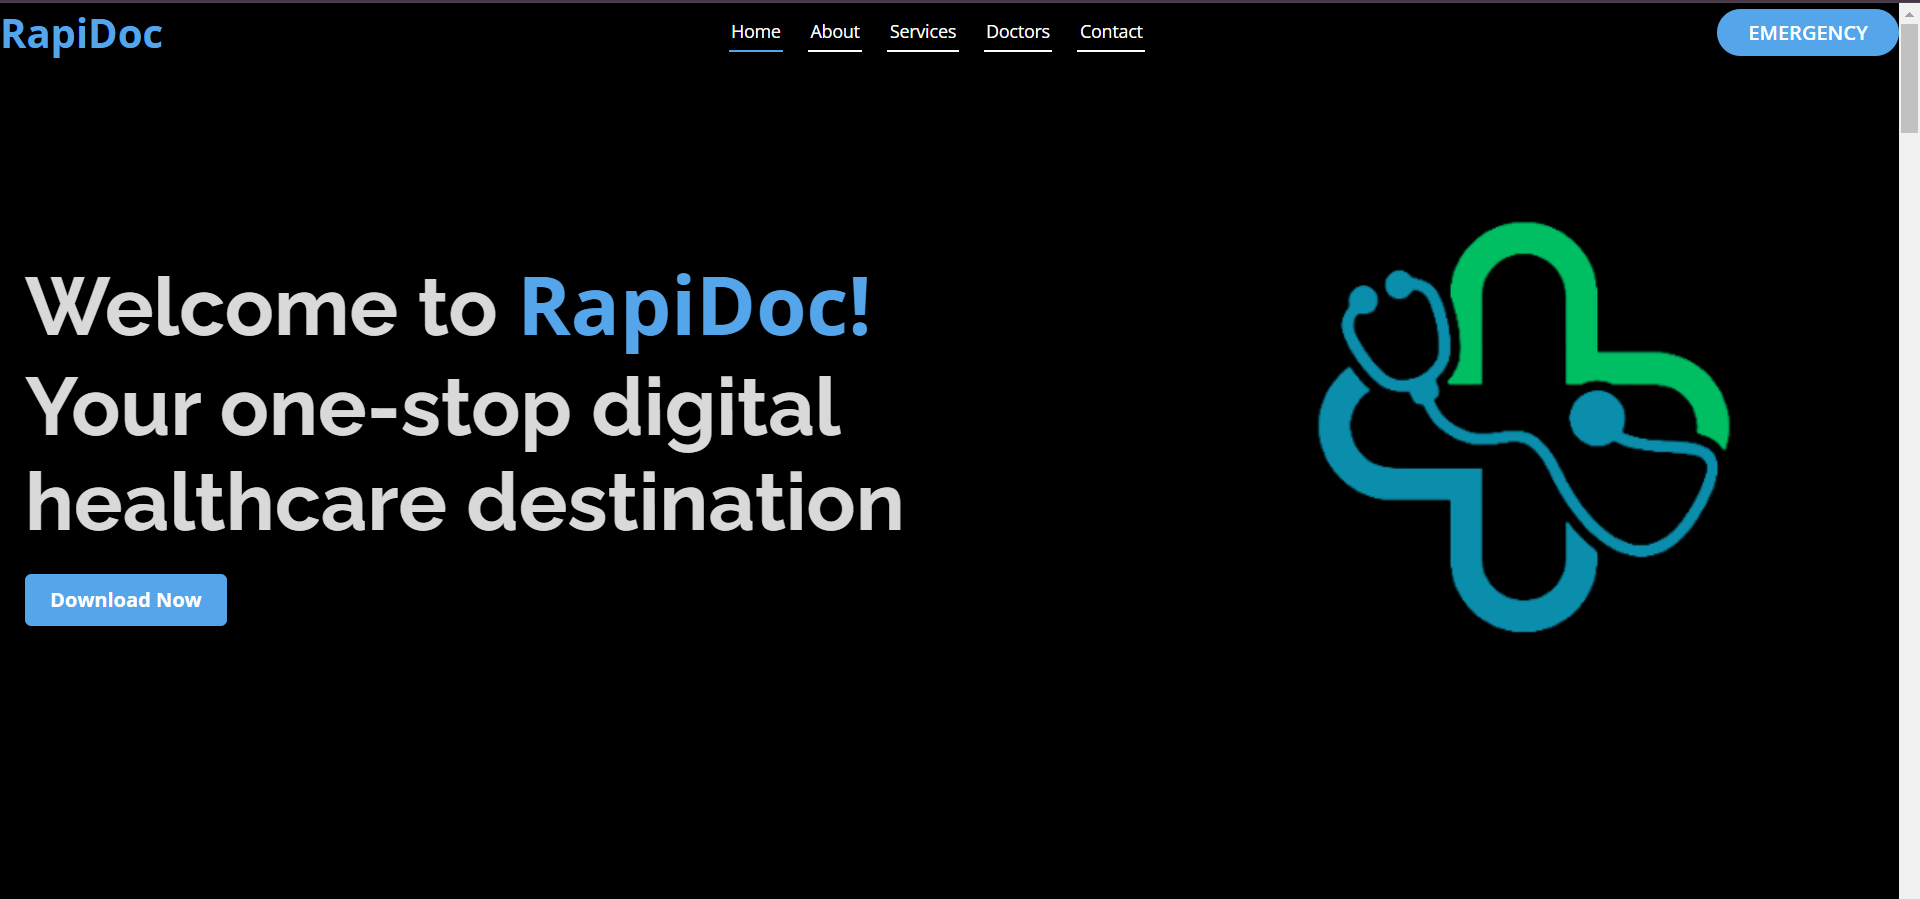 RapiDoc
Home About Services Doctors Contact
EMERGENCY
Welcome to RapiDoc!
Your one-stop digital
healthcare destination
Download Now